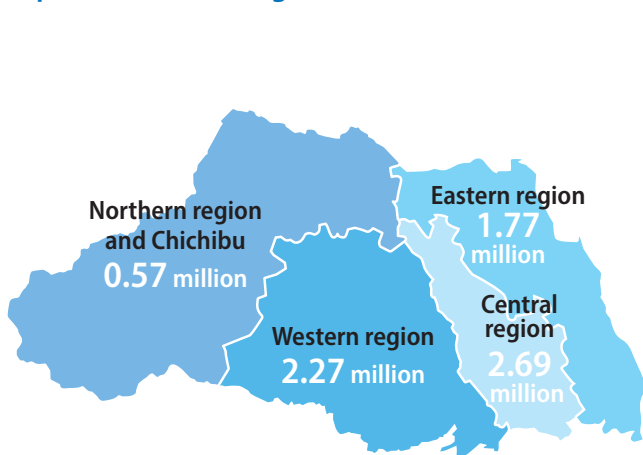 Northern region
and Chichibu
0.57 million
Eastern region
1.77
million
Central
region
2.69
million
Western region
2.27 million